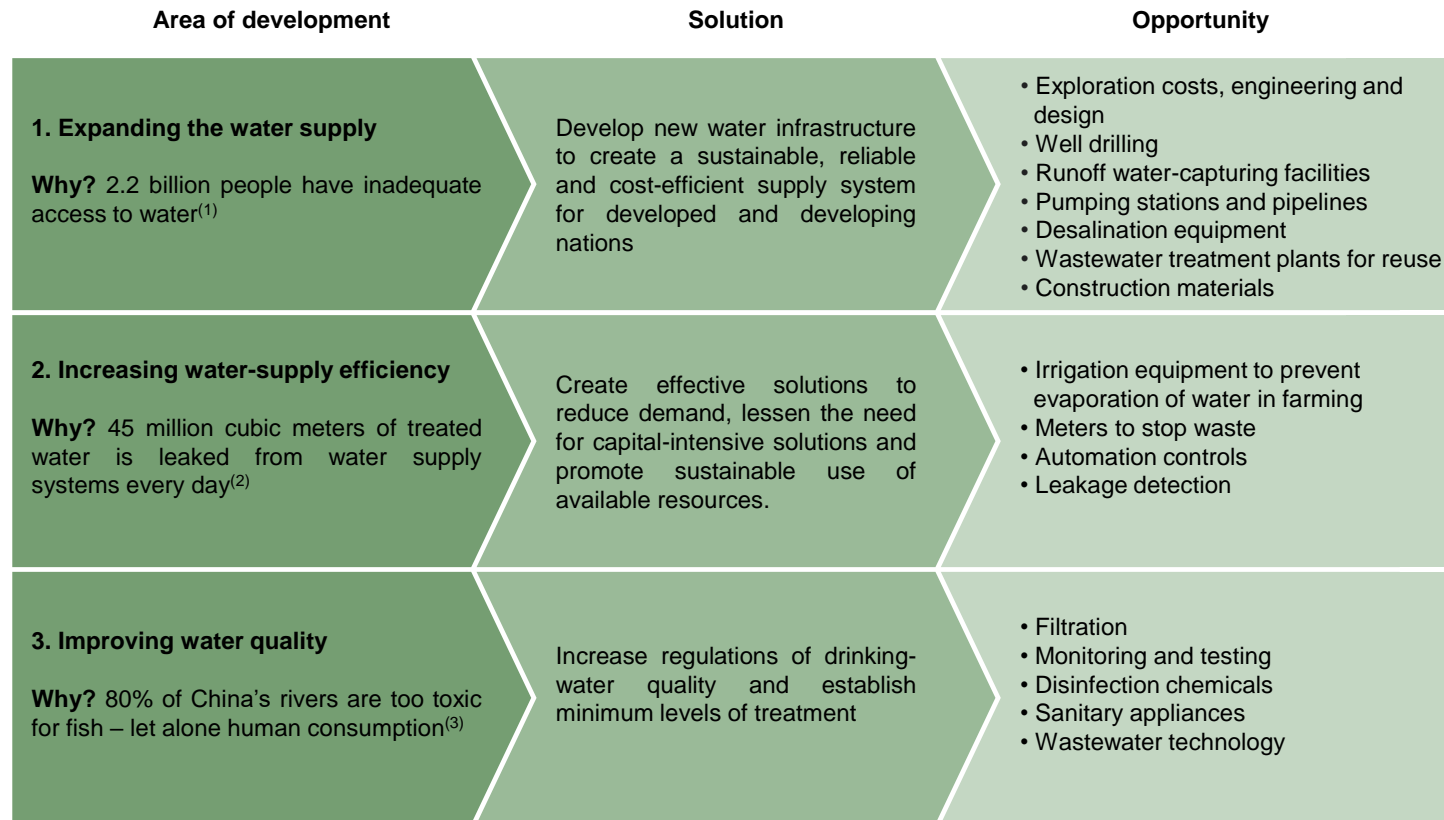 Area of development
Solution
Opportunity
1. Expanding the water supply
Why? 2.2 billion people have inadequate
access to water(1)
Develop new water infrastructure
to create a sustainable, reliable
and cost-efficient supply system
for developed and developing
nations
• Exploration costs, engineering and
design
• Well drilling
• Runoff water-capturing facilities
• Pumping stations and pipelines
• Desalination equipment
• Wastewater treatment plants for reuse
• Construction materials
2. Increasing water-supply efficiency
Why? 45 million cubic meters of treated
water is leaked from water supply
systems every day(2)
Create effective solutions to
reduce demand, lessen the need
for capital-intensive solutions and
promote sustainable use of
available resources.
• Irrigation equipment to prevent
evaporation of water in farming
• Meters to stop waste
• Automation controls
• Leakage detection
3. Improving water quality
Why? 80% of China’s rivers are too toxic
for fish – let alone human consumption(3)
Increase regulations of drinking-
water quality and establish
minimum levels of treatment
• Filtration
• Monitoring and testing
• Disinfection chemicals
• Sanitary appliances
• Wastewater technology